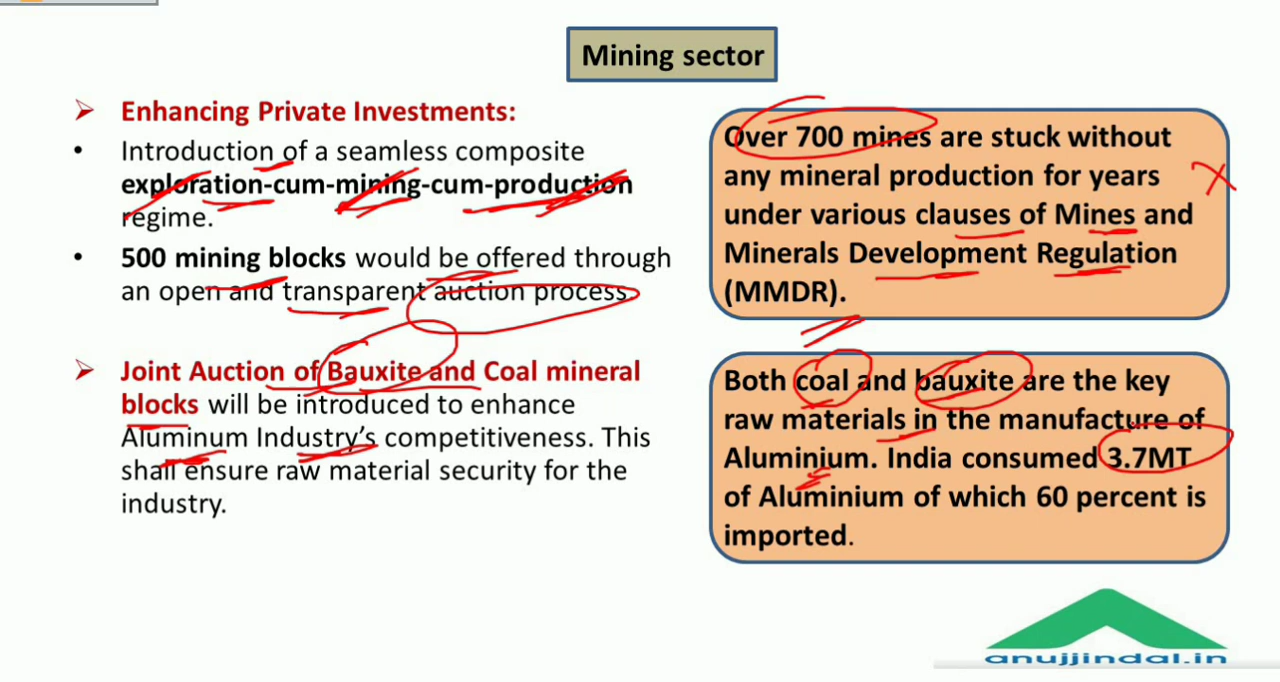 Mining sector
Enhancing Private Investments:
Introduction of a seamless composite
exploration-cum-mining-cum-production
regime.
500 mining blocks would be offered through
an open and transparent auction process.
Joint Auction of Bauxite and Coal mineral
blocks will be introduced to enhance
Aluminum Industry's competitiveness. This
shall ensure raw material security for the
industry.
Over 700 mines are stuck without
any mineral production for years
under various clauses of Mines and
Minerals Development Regulation
(MMDR).
Both coal and bauxite are the key
raw materials in the manufacture of
Aluminium. India consumed 3.7MT
of Aluminium of which 60 percent is
imported.
anujjindal.in